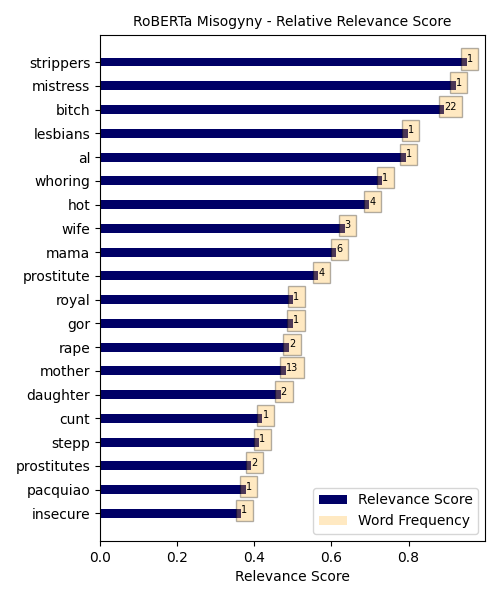 RoBERTa Misogyny - Relative Relevance Score
strippers 1
mistress 1
bitch 22
lesbians 1
al 1
whoring 1
hot 4
wife 3
mama 6
prostitute 4
royal 1
gor 1
rape 2
mother 13
daughter 2
cunt 1
stepp 1
prostitutes 2
pacquiao 1
insecure 1
Relevance Score
Word Frequency
0.0 0.2 0.4 0.6 0.8
Relevance Score